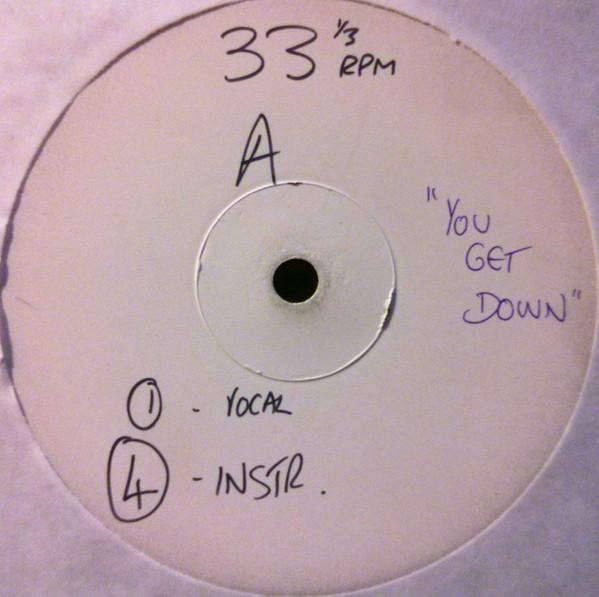 33 1/3 RPM
A
"YOU
GET
DOWN"
1 - VOCAL
4 - INSTR.